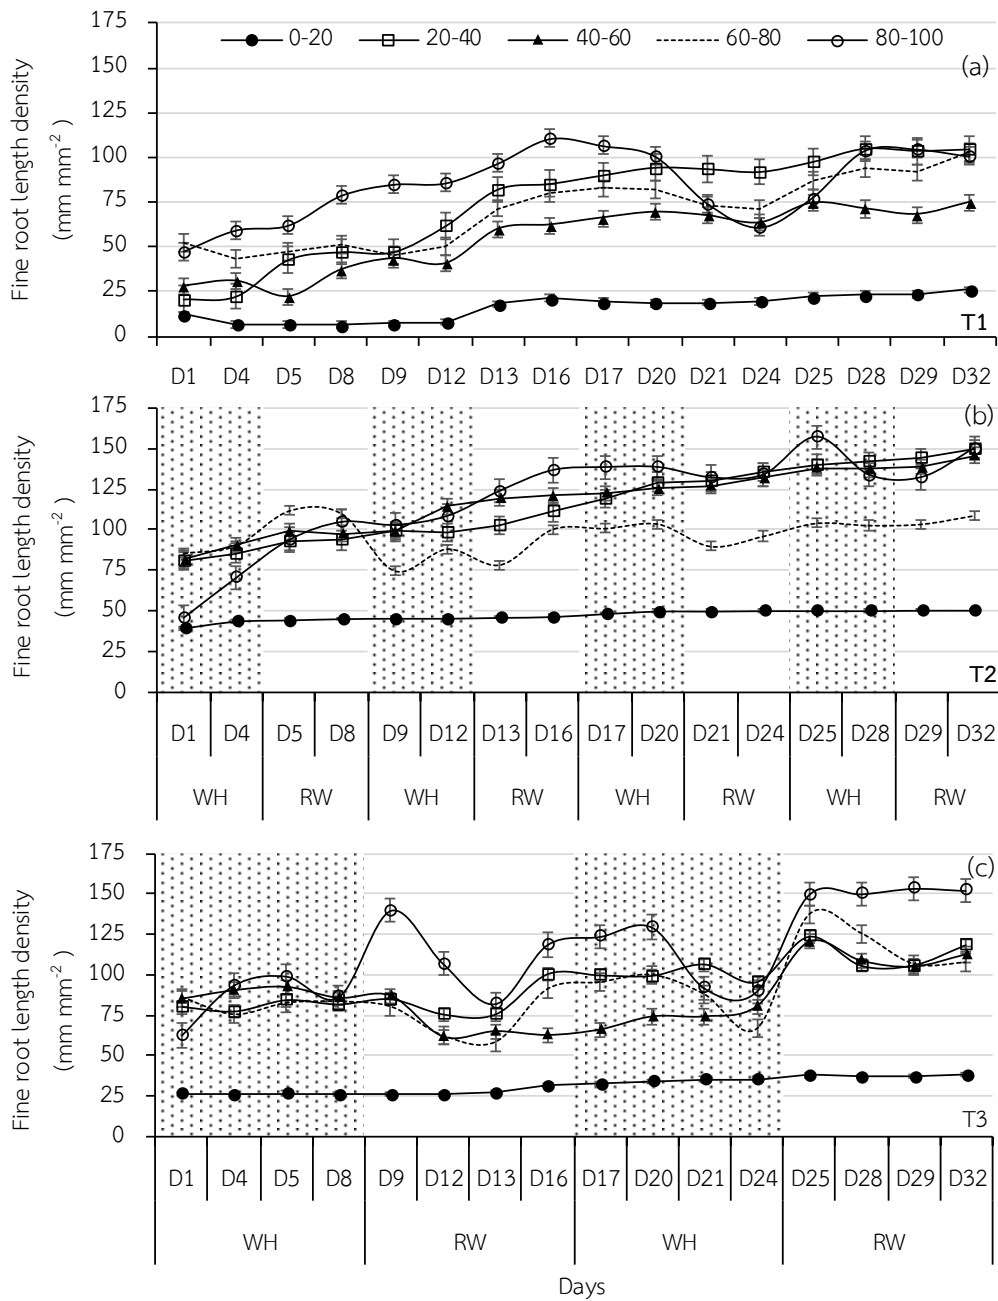 175
150
125
100
75
50
25
0
Fine root length density
(mm mm-2 )
0-20 20-40 40-60 60-80 80-100
(a)
T1
D1 D4 D5 D8 D9 D12 D13 D16 D17 D20 D21 D24 D25 D28 D29 D32
175
150
125
100
75
50
25
0
Fine root length density
(mm mm-2 )
(b)
T2
D1 D4 D5 D8 D9 D12 D13 D16 D17 D20 D21 D24 D25 D28 D29 D32
WH RW WH RW WH RW WH RW
175
150
125
100
75
50
25
0
Fine root length density
(mm mm-2)
(c)
T3
D1 D4 D5 D8 D9 D12 D13 D16 D17 D20 D21 D24 D25 D28 D29 D32
WH RW WH RW
Days